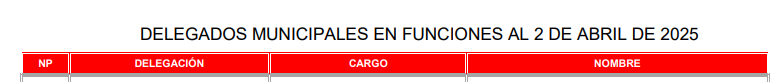 DELEGADOS MUNICIPALES EN FUNCIONES AL 2 DE ABRIL DE 2025
NP DELEGACIÓN CARGO NOMBRE